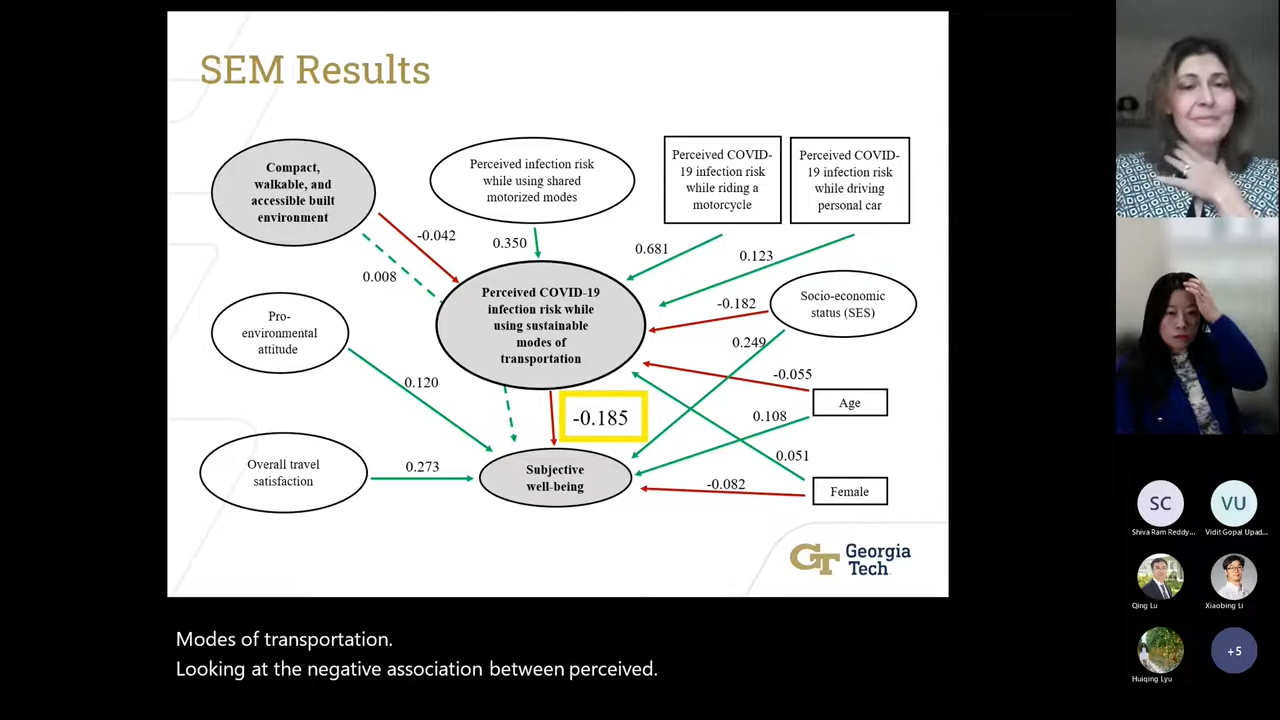 SEM Results
Compact,
walkable, and
accessible built
environment
Perceived infection risk
while using shared
motorized modes
Perceived COVID-
19 infection risk
while riding a
motorcycle
Perceived COVID-
19 infection risk
while driving
personal car
-0.042
0.350
0.681
0.123
0.008
Perceived COVID-19
infection risk while
using sustainable
modes of
transportation
-0.182
Socio-economic
status (SES)
Pro-
environmental
attitude
0.249
-0.055
0.120
Age
-0.185
0.108
0.051
Overall travel
satisfaction
0.273
Subjective
well-being
-0.082
Female
GT
Georgia
Tech
SC
Shiva Ram Reddy...
VU
Vidit Gopal Upad...
Qing Lu
Xiaobing Li
Huiqing Lyu
+5
Modes of transportation.
Looking at the negative association between perceived.